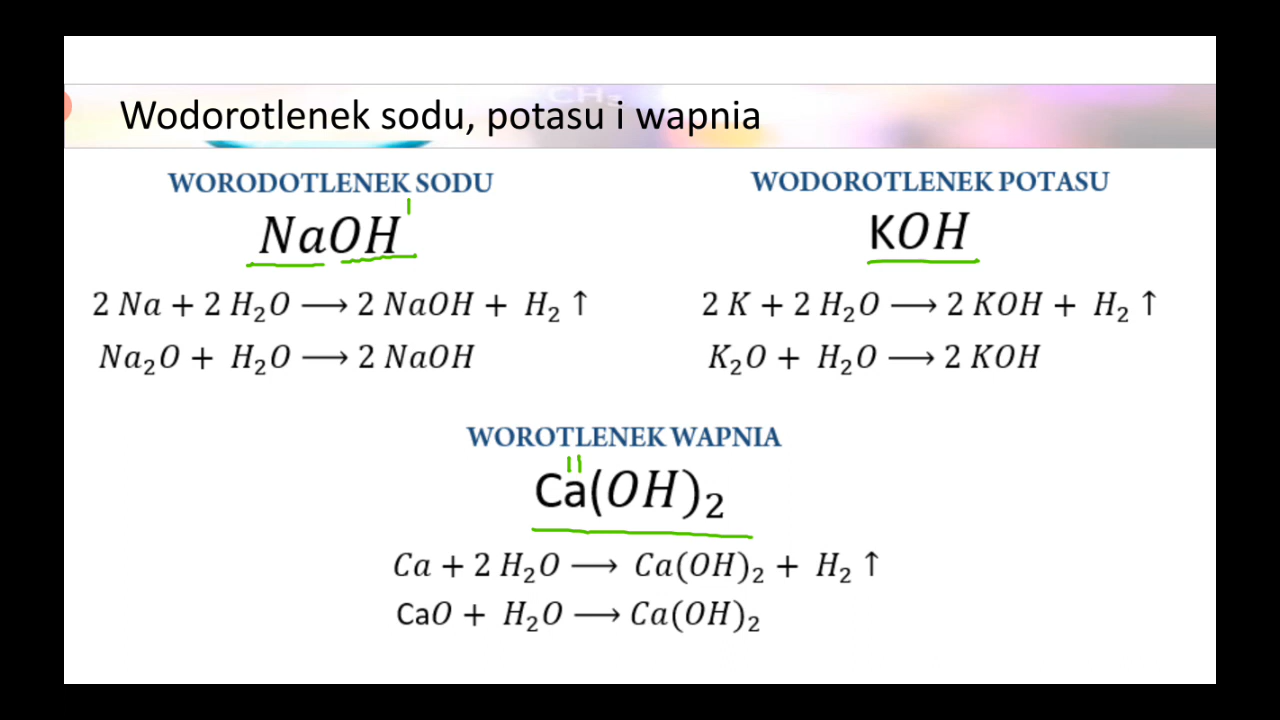 CH₃
Wodorotlenek sodu, potasu i wapnia
WORODOTLENEK SODU
NaOH
I
2 Na + 2 H₂O ⟶ 2 NaOH + H₂ ↑
Na₂O + H₂O ⟶ 2 NaOH
WODOROTLENEK POTASU
KOH
2 K + 2 H₂O ⟶ 2 KOH + H₂ ↑
K₂O + H₂O ⟶ 2 KOH
WOROTLENEK WAPNIA
II
Ca(OH)₂
Ca + 2 H₂O ⟶ Ca(OH)₂ + H₂ ↑
CaO + H₂O ⟶ Ca(OH)₂